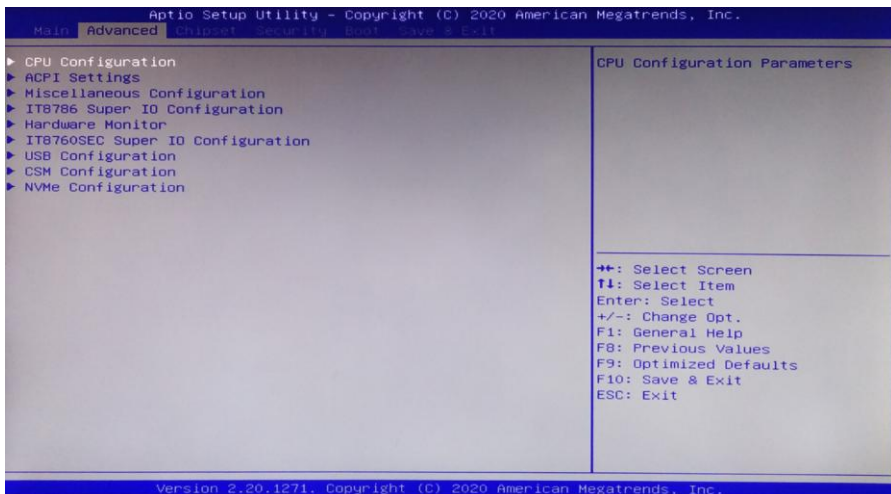 Aptio Setup Utility – Copyright (C) 2020 American Megatrends, Inc.
Main Advanced Chipset Security Boot Save & Exit
► CPU Configuration
► ACPI Settings
► Miscellaneous Configuration
► IT8786 Super IO Configuration
► Hardware Monitor
► IT8760SEC Super IO Configuration
► USB Configuration
► CSM Configuration
► NVMe Configuration
CPU Configuration Parameters
→←: Select Screen
↑↓: Select Item
Enter: Select
+/-: Change Opt.
F1: General Help
F8: Previous Values
F9: Optimized Defaults
F10: Save & Exit
ESC: Exit
Version 2.20.1271. Copyright (C) 2020 American Megatrends, Inc.